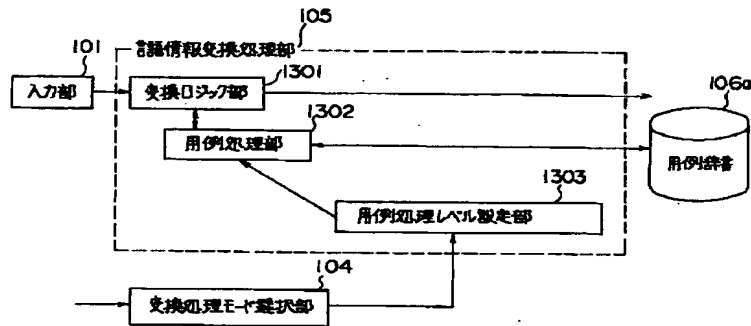 105
言語情報変換処理部
101
1301
入力部
変換ロジック部
106a
1302
用例処理部
用例辞書
1303
用例処理レベル設定部
104
変換処理モード選択部